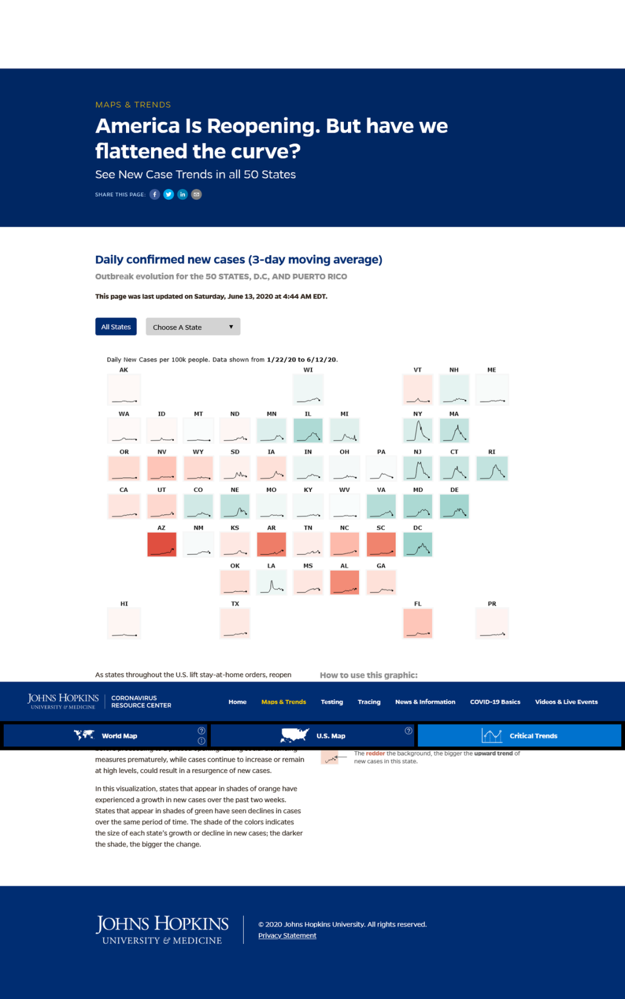 MAPS & TRENDS
America Is Reopening. But have we
flattened the curve?
See New Case Trends in all 50 States
SHARE THIS PAGE:
Daily confirmed new cases (3-day moving average)
Outbreak evolution for the 50 STATES, D.C, AND PUERTO RICO
This page was last updated on Saturday, June 13, 2020 at 4:44 AM EDT.
All States
Choose A State
Daily New Cases per 100k people. Data shown from 1/22/20 to 6/12/20.
AK WI VT NH ME
WA ID MT ND MN IL MI NY MA
OR NV WY SD IA IN OH PA NJ CT RI
CA UT CO NE MO KY WV VA MD DE
AZ NM KS AR TN NC SC DC
OK LA MS AL GA
HI TX FL PR
As states throughout the U.S. lift stay-at-home orders, reopen
How to use this graphic:
JOHNS HOPKINS
UNIVERSITY & MEDICINE
CORONAVIRUS
RESOURCE CENTER
Home Maps & Trends Testing Tracing News & Information COVID-19 Basics Videos & Live Events
World Map
U.S. Map
Critical Trends
measures prematurely, while cases continue to increase or remain
at high levels, could result in a resurgence of new cases.
The redder the background, the bigger the upward trend of
new cases in this state.
In this visualization, states that appear in shades of orange have
experienced a growth in new cases over the past two weeks.
States that appear in shades of green have seen declines in cases
over the same period of time. The shade of the colors indicates
the size of each state's growth or decline in new cases; the darker
the shade, the bigger the change.
JOHNS HOPKINS
UNIVERSITY & MEDICINE
© 2020 Johns Hopkins University. All rights reserved.
Privacy Statement